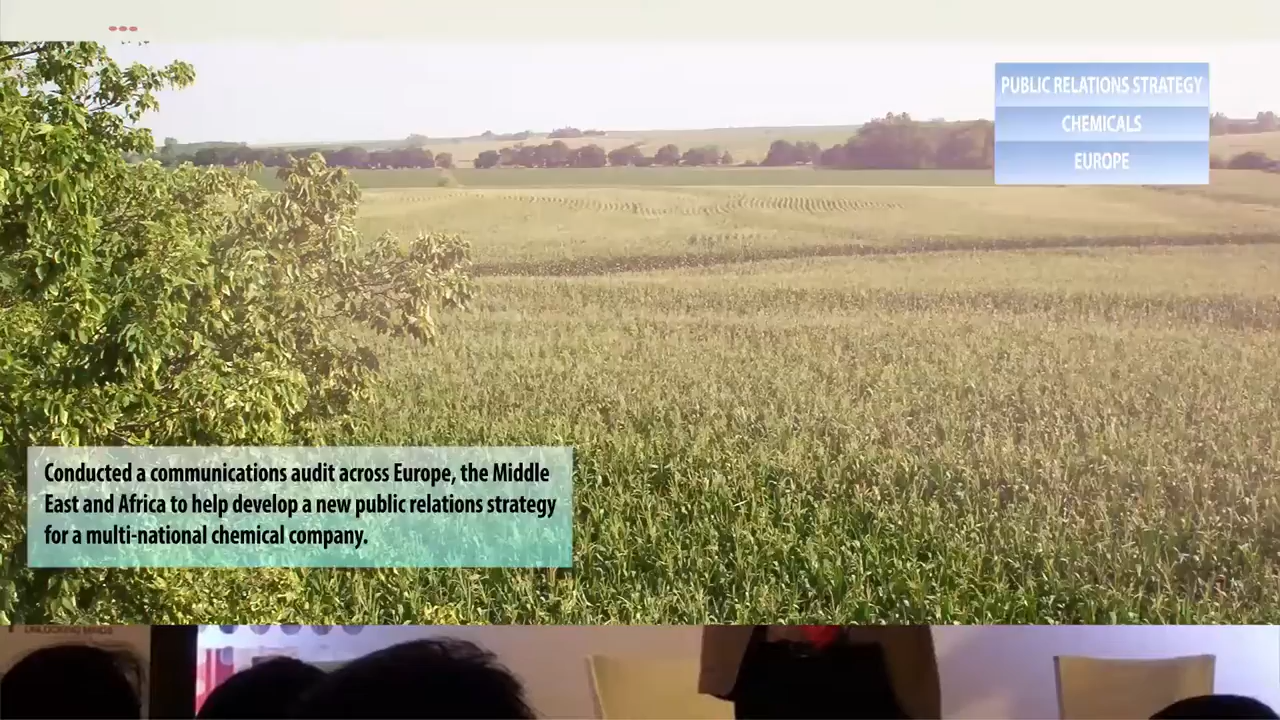 PUBLIC RELATIONS STRATEGY
CHEMICALS
EUROPE
Conducted a communications audit across Europe, the Middle
East and Africa to help develop a new public relations strategy
for a multi-national chemical company.